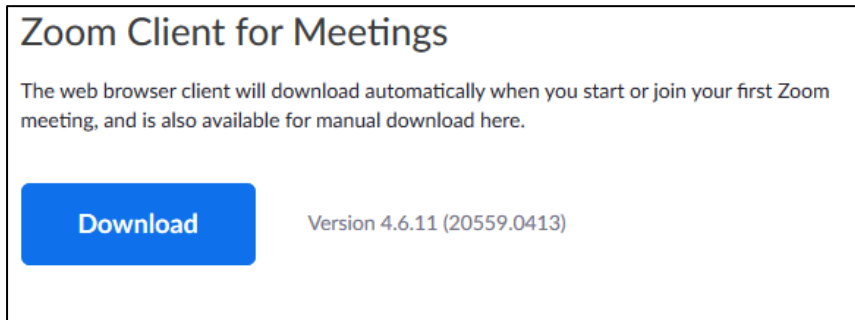 Zoom Client for Meetings
The web browser client will download automatically when you start or join your first Zoom
meeting, and is also available for manual download here.
Download
Version 4.6.11 (20559.0413)